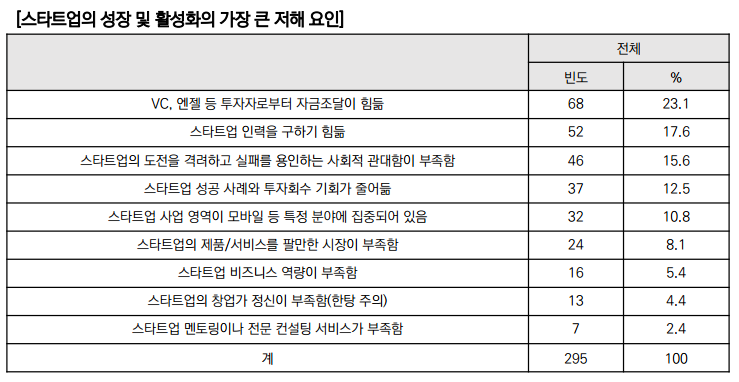 [스타트업의 성장 및 활성화의 가장 큰 저해 요인]
전체
빈도 %
VC, 엔젤 등 투자자로부터 자금조달이 힘듦 68 23.1
스타트업 인력을 구하기 힘듦 52 17.6
스타트업의 도전을 격려하고 실패를 용인하는 사회적 관대함이 부족함 46 15.6
스타트업 성공 사례와 투자회수 기회가 줄어듦 37 12.5
스타트업 사업 영역이 모바일 등 특정 분야에 집중되어 있음 32 10.8
스타트업의 제품/서비스를 팔만한 시장이 부족함 24 8.1
스타트업 비즈니스 역량이 부족함 16 5.4
스타트업의 창업가 정신이 부족함(한탕 주의) 13 4.4
스타트업 멘토링이나 전문 컨설팅 서비스가 부족함 7 2.4
계 295 100